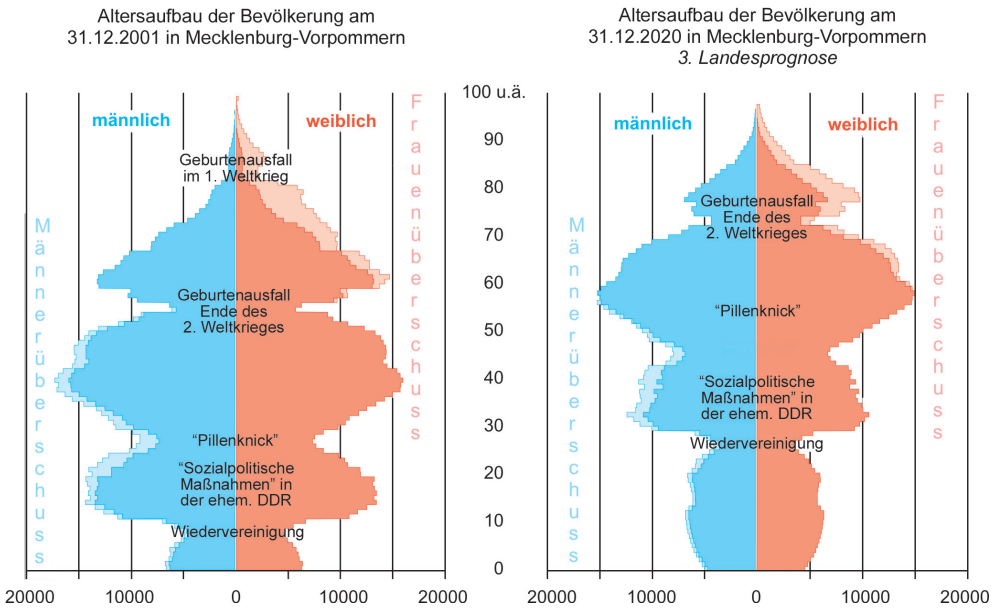 Altersaufbau der Bevölkerung am
31.12.2001 in Mecklenburg-Vorpommern
Altersaufbau der Bevölkerung am
31.12.2020 in Mecklenburg-Vorpommern
3. Landesprognose
männlich
weiblich
Geburtenausfall
im 1. Weltkrieg
Geburtenausfall
Ende des
2. Weltkrieges
"Pillenknick"
"Sozialpolitische
Maßnahmen" in
der ehem. DDR
Wiedervereinigung
Männerüberschuss
Frauenüberschuss
20000 10000 0 10000 20000
100 u.ä.
90
80
70
60
50
40
30
20
10
0
männlich
weiblich
Geburtenausfall
Ende des
2. Weltkrieges
"Pillenknick"
"Sozialpolitische
Maßnahmen" in
der ehem. DDR
Wiedervereinigung
Männerüberschuss
Frauenüberschuss
20000 10000 0 10000 20000